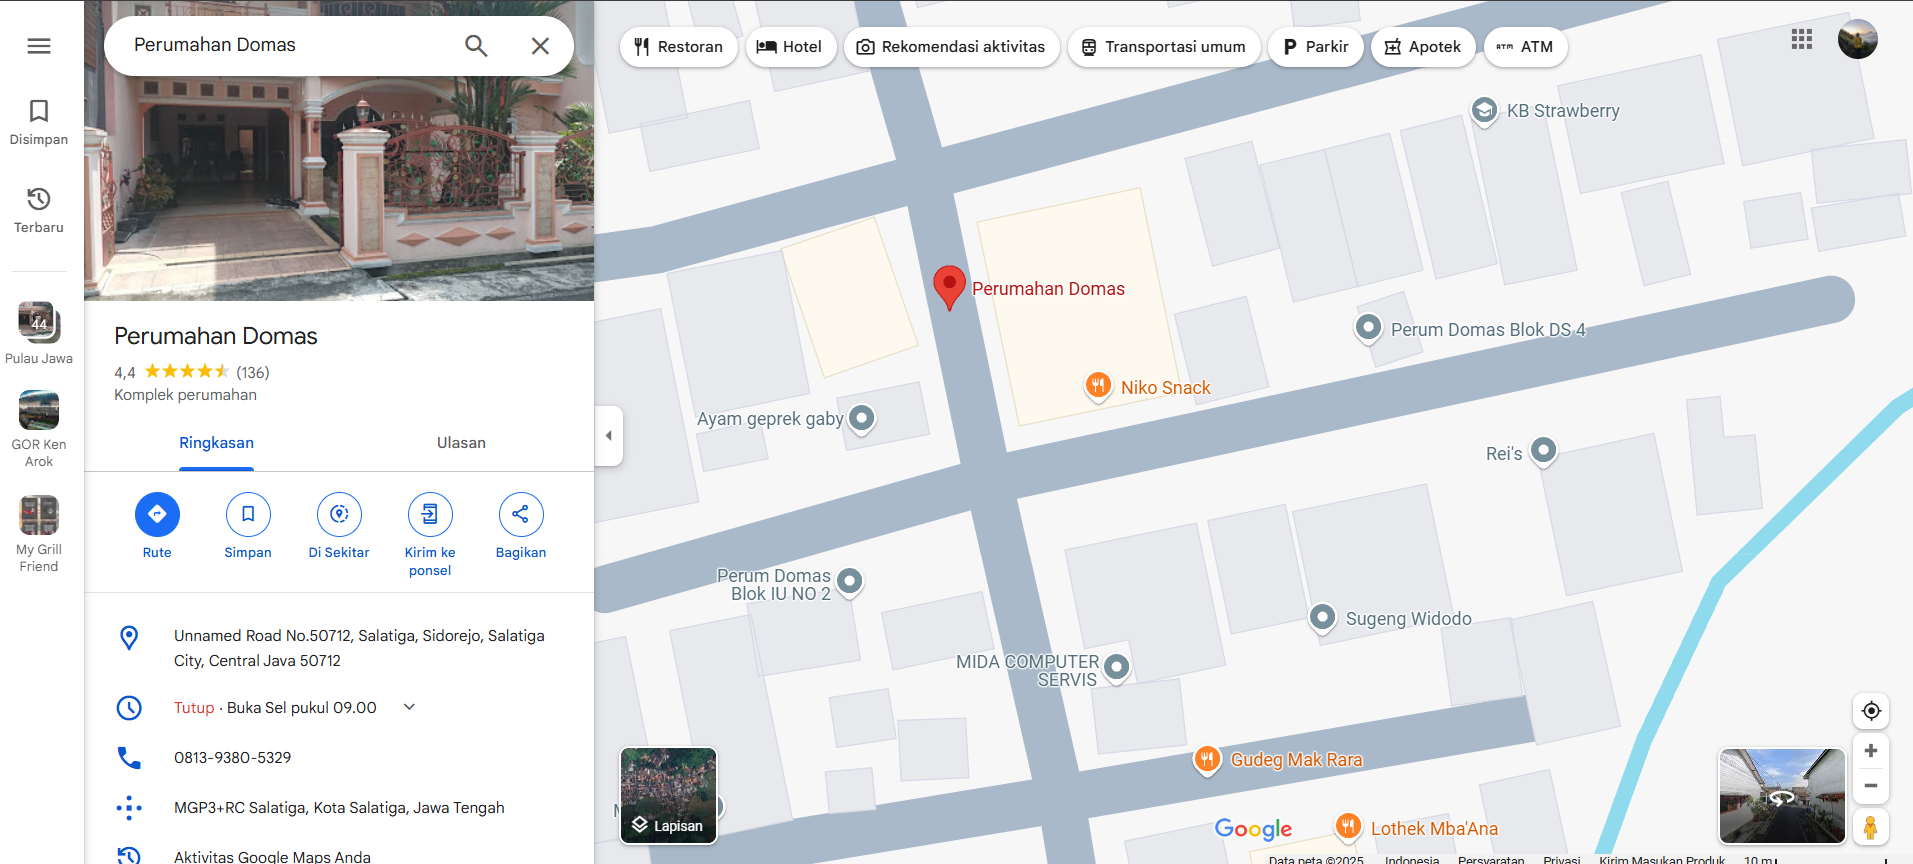 Perumahan Domas
Disimpan
Terbaru
44
Pulau Jawa
GOR Ken
Arok
My Grill
Friend
Perumahan Domas
4,4 (136)
Komplek perumahan
Ringkasan
Ulasan
Rute
Simpan
Di Sekitar
Kirim ke
ponsel
Bagikan
Unnamed Road No.50712, Salatiga, Sidorejo, Salatiga
City, Central Java 50712
Tutup · Buka Sel pukul 09.00
0813-9380-5329
MGP3+RC Salatiga, Kota Salatiga, Jawa Tengah
Aktivitas Google Maps Anda
Restoran
Hotel
Rekomendasi aktivitas
Transportasi umum
P Parkir
Apotek
ATM ATM
KB Strawberry
Perumahan Domas
Perum Domas Blok DS 4
Niko Snack
Ayam geprek gaby
Rei's
Perum Domas
Blok IU NO 2
Sugeng Widodo
MIDA COMPUTER
SERVIS
Gudeg Mak Rara
Lapisan
Google
Lothek Mba'Ana
Data peta ©2025 Indonesia Persyaratan Privasi Kirim Masukan Produk 10 m